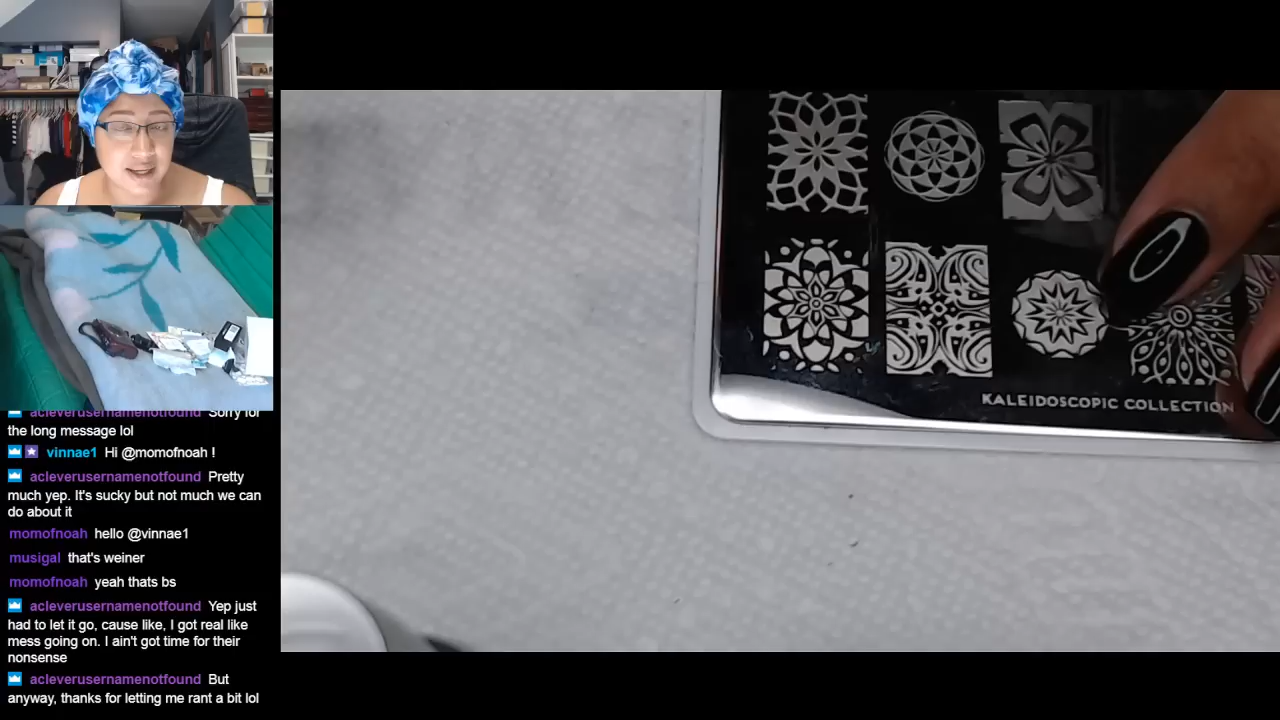 KALEIDOSCOPIC COLLECTION
acleverusernamenotfound Sorry for
the long message lol
vinnae1 Hi @momofnoah !
acleverusernamenotfound Pretty
much yep. It's sucky but not much we can
do about it
momofnoah hello @vinnae1
musigal that's weiner
momofnoah yeah thats bs
acleverusernamenotfound Yep just
had to let it go, cause like, I got real like
mess going on. I ain't got time for their
nonsense
acleverusernamenotfound But
anyway, thanks for letting me rant a bit lol